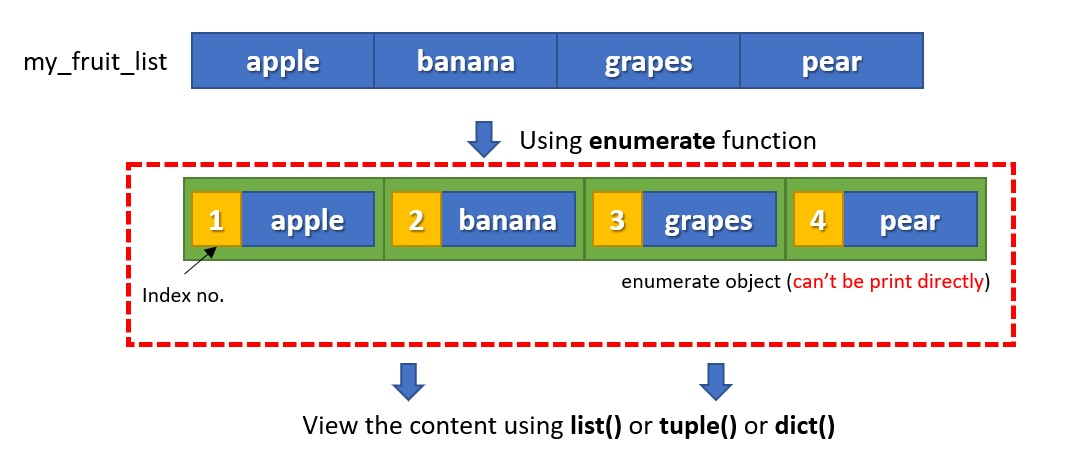 my_fruit_list apple banana grapes pear
Using enumerate function
1 apple 2 banana 3 grapes 4 pear
enumerate object (can't be print directly)
Index no.
View the content using list() or tuple() or dict()